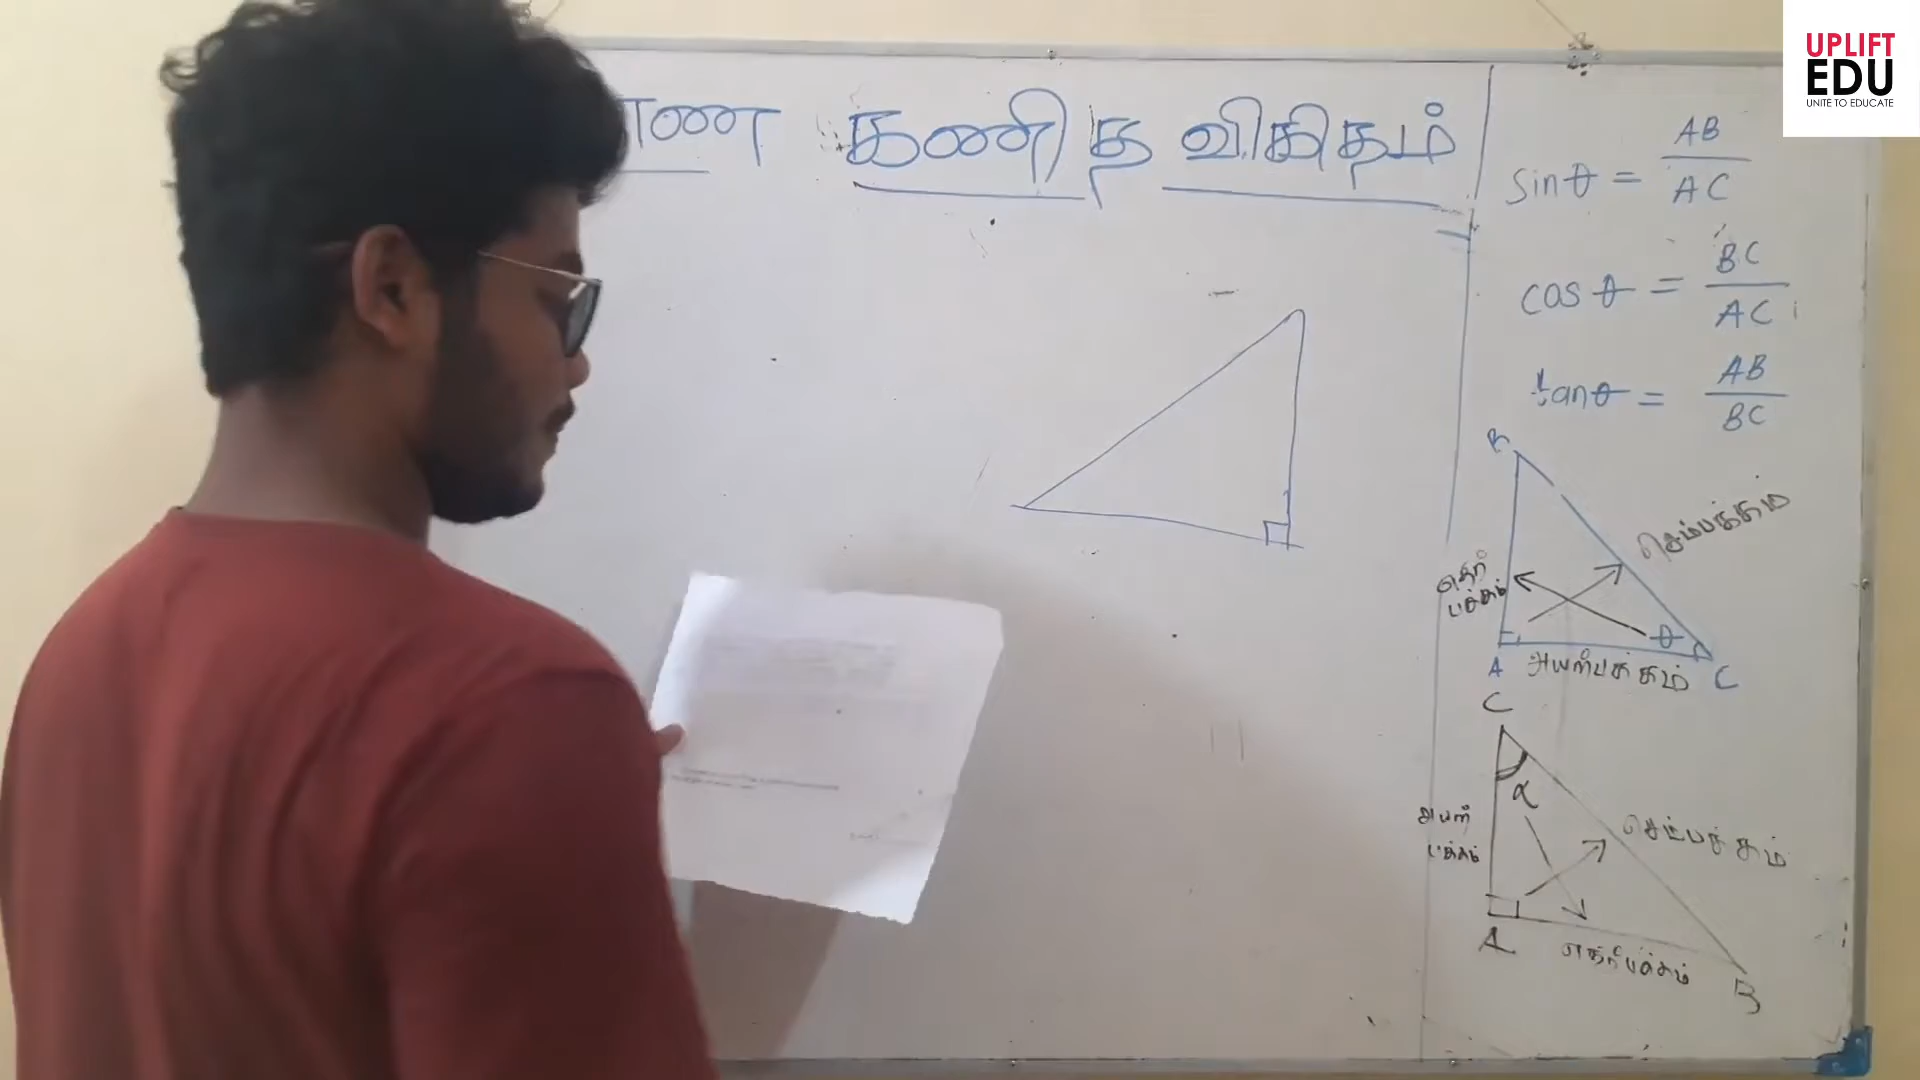 கணித விகிதம்
UPLIFT
EDU
UNITE TO EDUCATE
sinθ = AB / AC
cosθ = BC / AC
tanθ = AB / BC
B
செம்பக்கம்
எதிர்
பக்கம்
θ
A அயற்பக்கம் C
C
α
அயற்
பக்கம்
செம்பக்கம்
A எதிர்பக்கம்
B